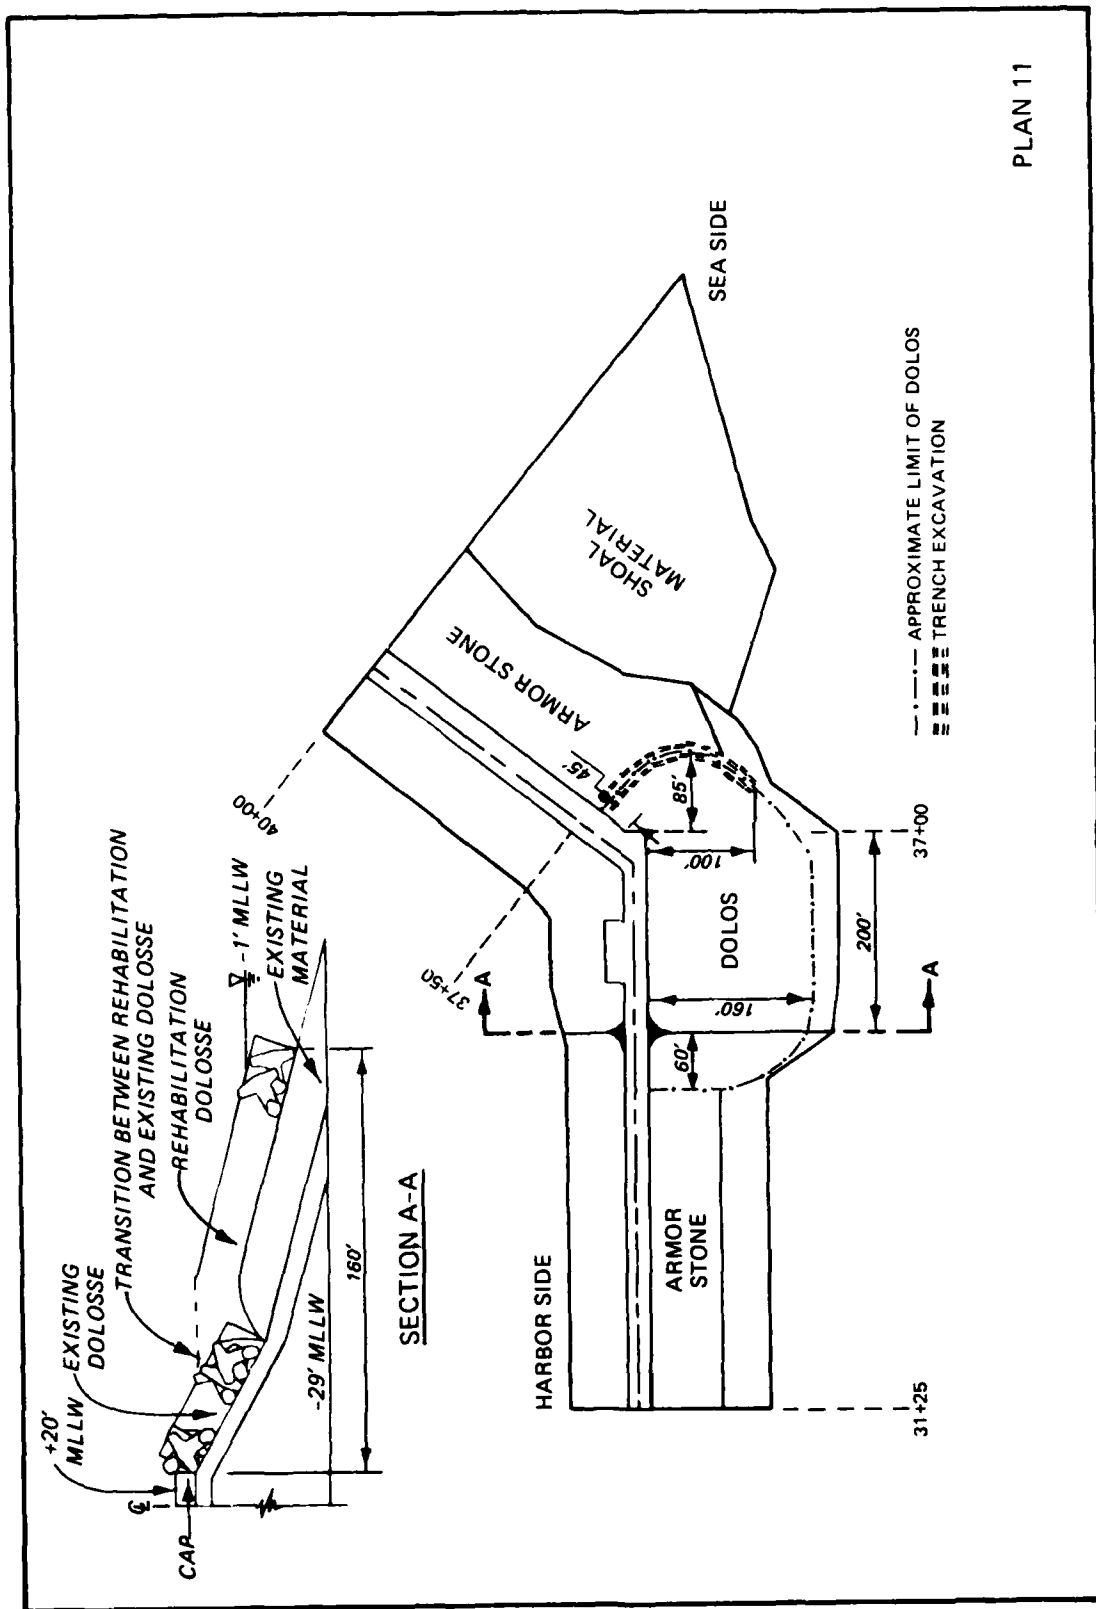 +20'
MLLW
EXISTING
DOLOSSE
TRANSITION BETWEEN REHABILITATION
AND EXISTING DOLOSSE
REHABILITATION
DOLOSSE
-1' MLLW
EXISTING
MATERIAL
℄
CAP
-29' MLLW
160'
SECTION A-A
40+00
37+50
A
HARBOR SIDE
ARMOR STONE
SHOAL
MATERIAL
SEA SIDE
45'
85'
100'
DOLOS
160'
60'
200'
ARMOR
STONE
A
31+25
37+00
APPROXIMATE LIMIT OF DOLOS
TRENCH EXCAVATION
PLAN 11